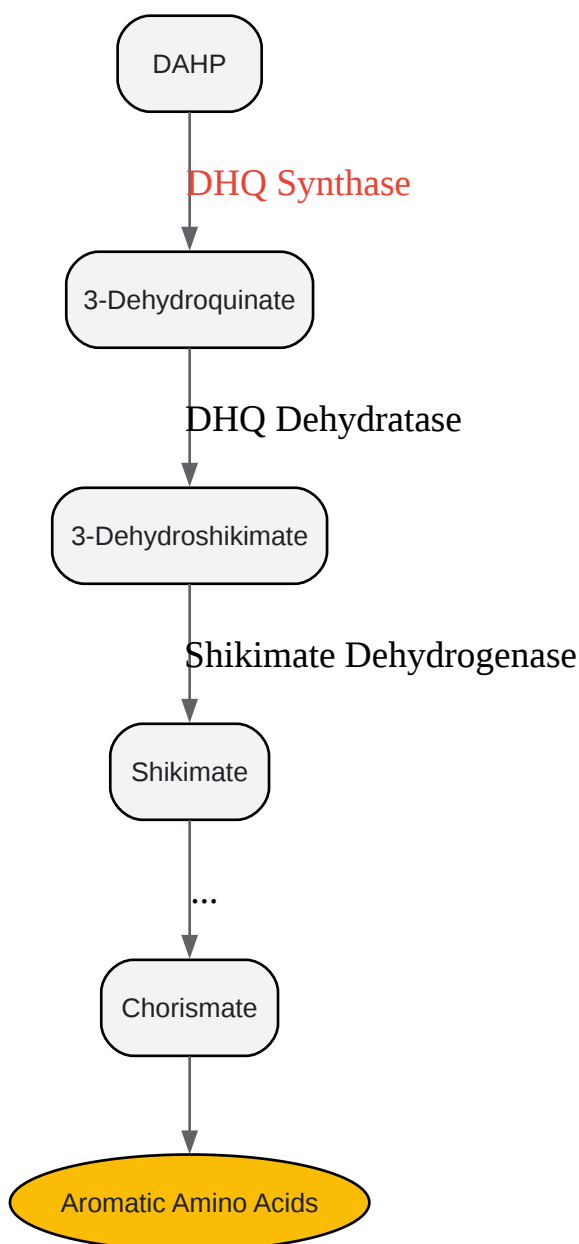 DAHP
DHQ Synthase
3-Dehydroquinate
DHQ Dehydratase
3-Dehydroshikimate
Shikimate Dehydrogenase
Shikimate
...
Chorismate
Aromatic Amino Acids